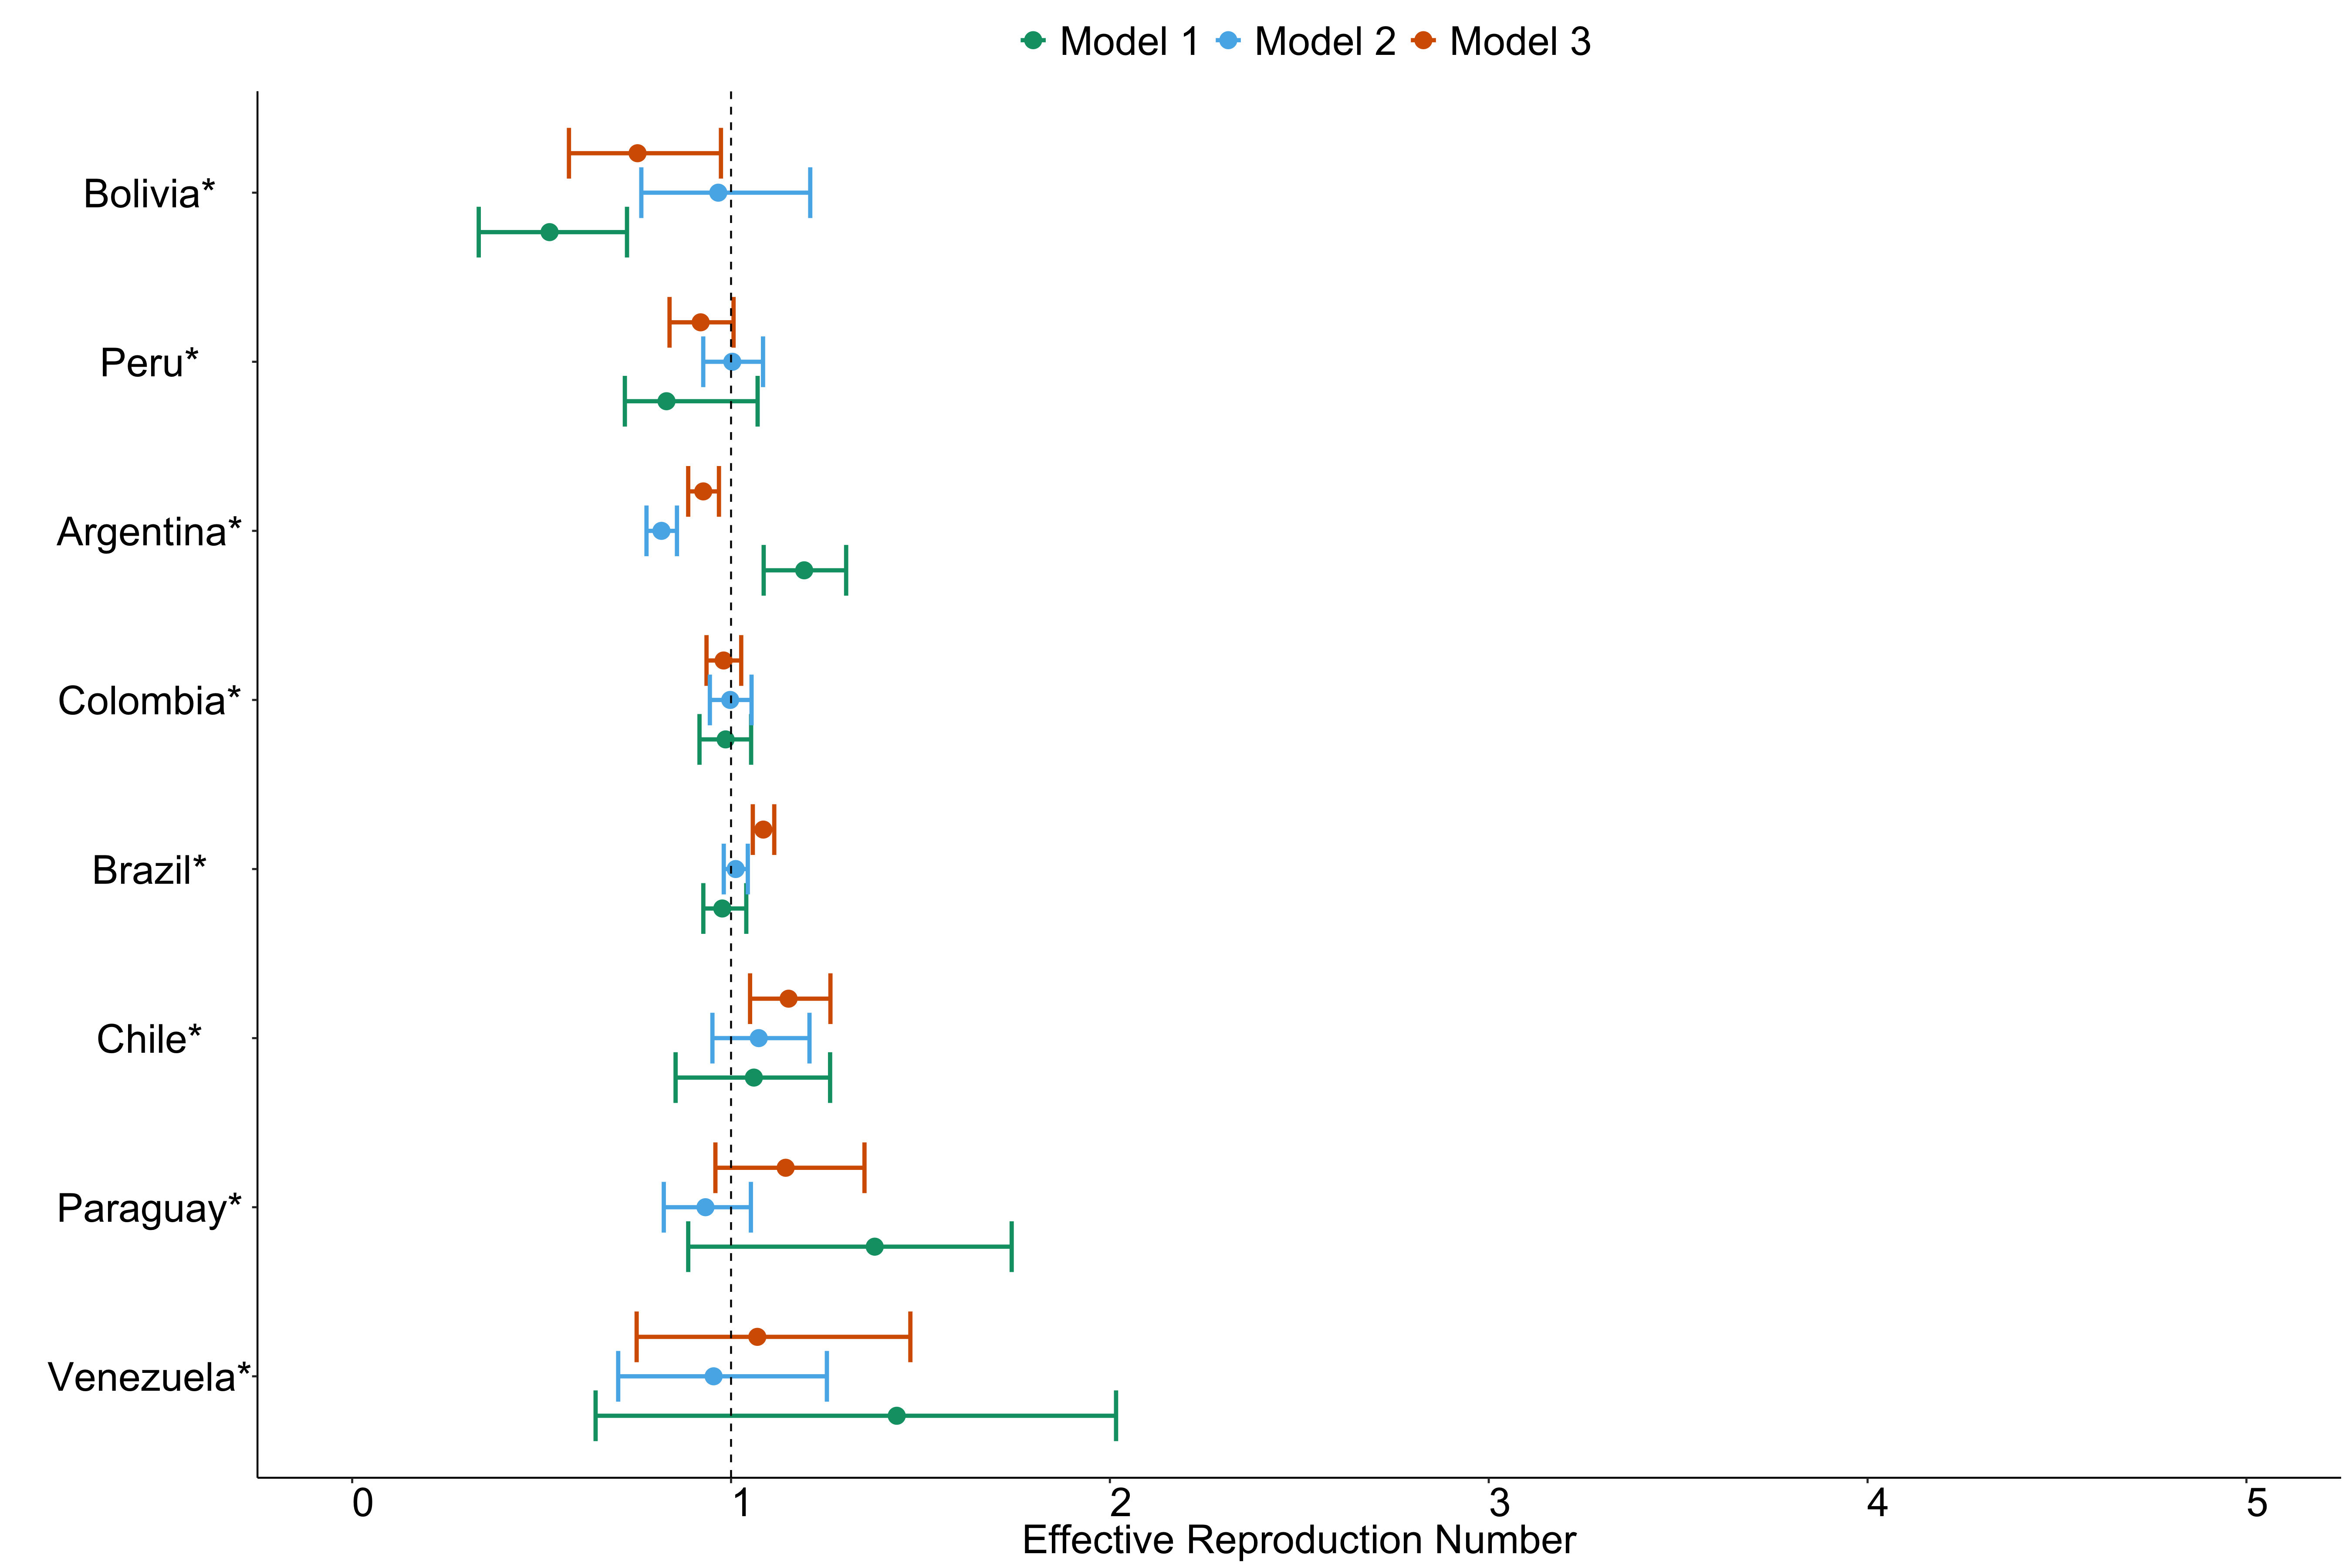 Model 1 Model 2 Model 3
Bolivia*
Peru*
Argentina*
Colombia*
Brazil*
Chile*
Paraguay*
Venezuela*
0 1 2 3 4 5
Effective Reproduction Number